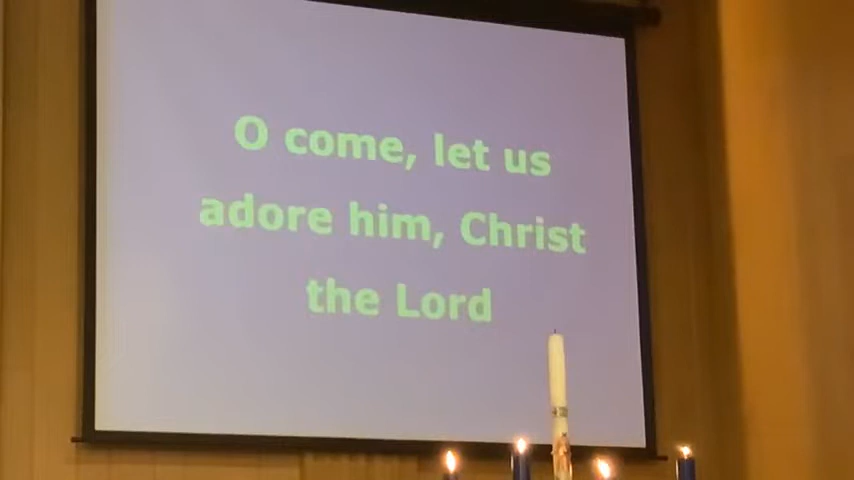 O come, let us
adore him, Christ
the Lord